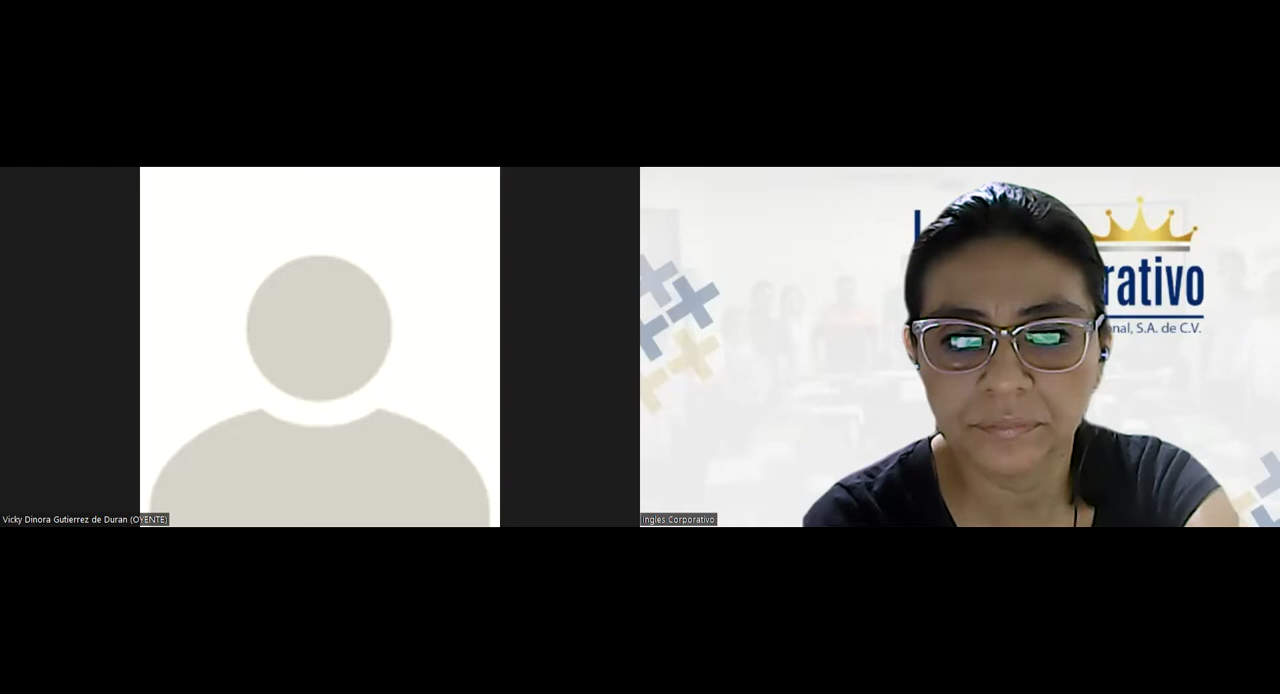 rativo
onal, S.A. de C.V.
Vicky Dinora Gutierrez de Duran (OYENTE)
Ingles Corporativo